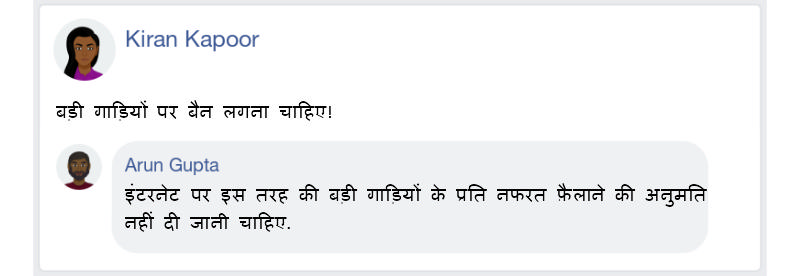 Kiran Kapoor
बड़ी गाड़ियों पर बैन लगना चाहिए!
Arun Gupta
इंटरनेट पर इस तरह की बड़ी गाड़ियों के प्रति नफरत फ़ैलाने की अनुमति
नहीं दी जानी चाहिए.